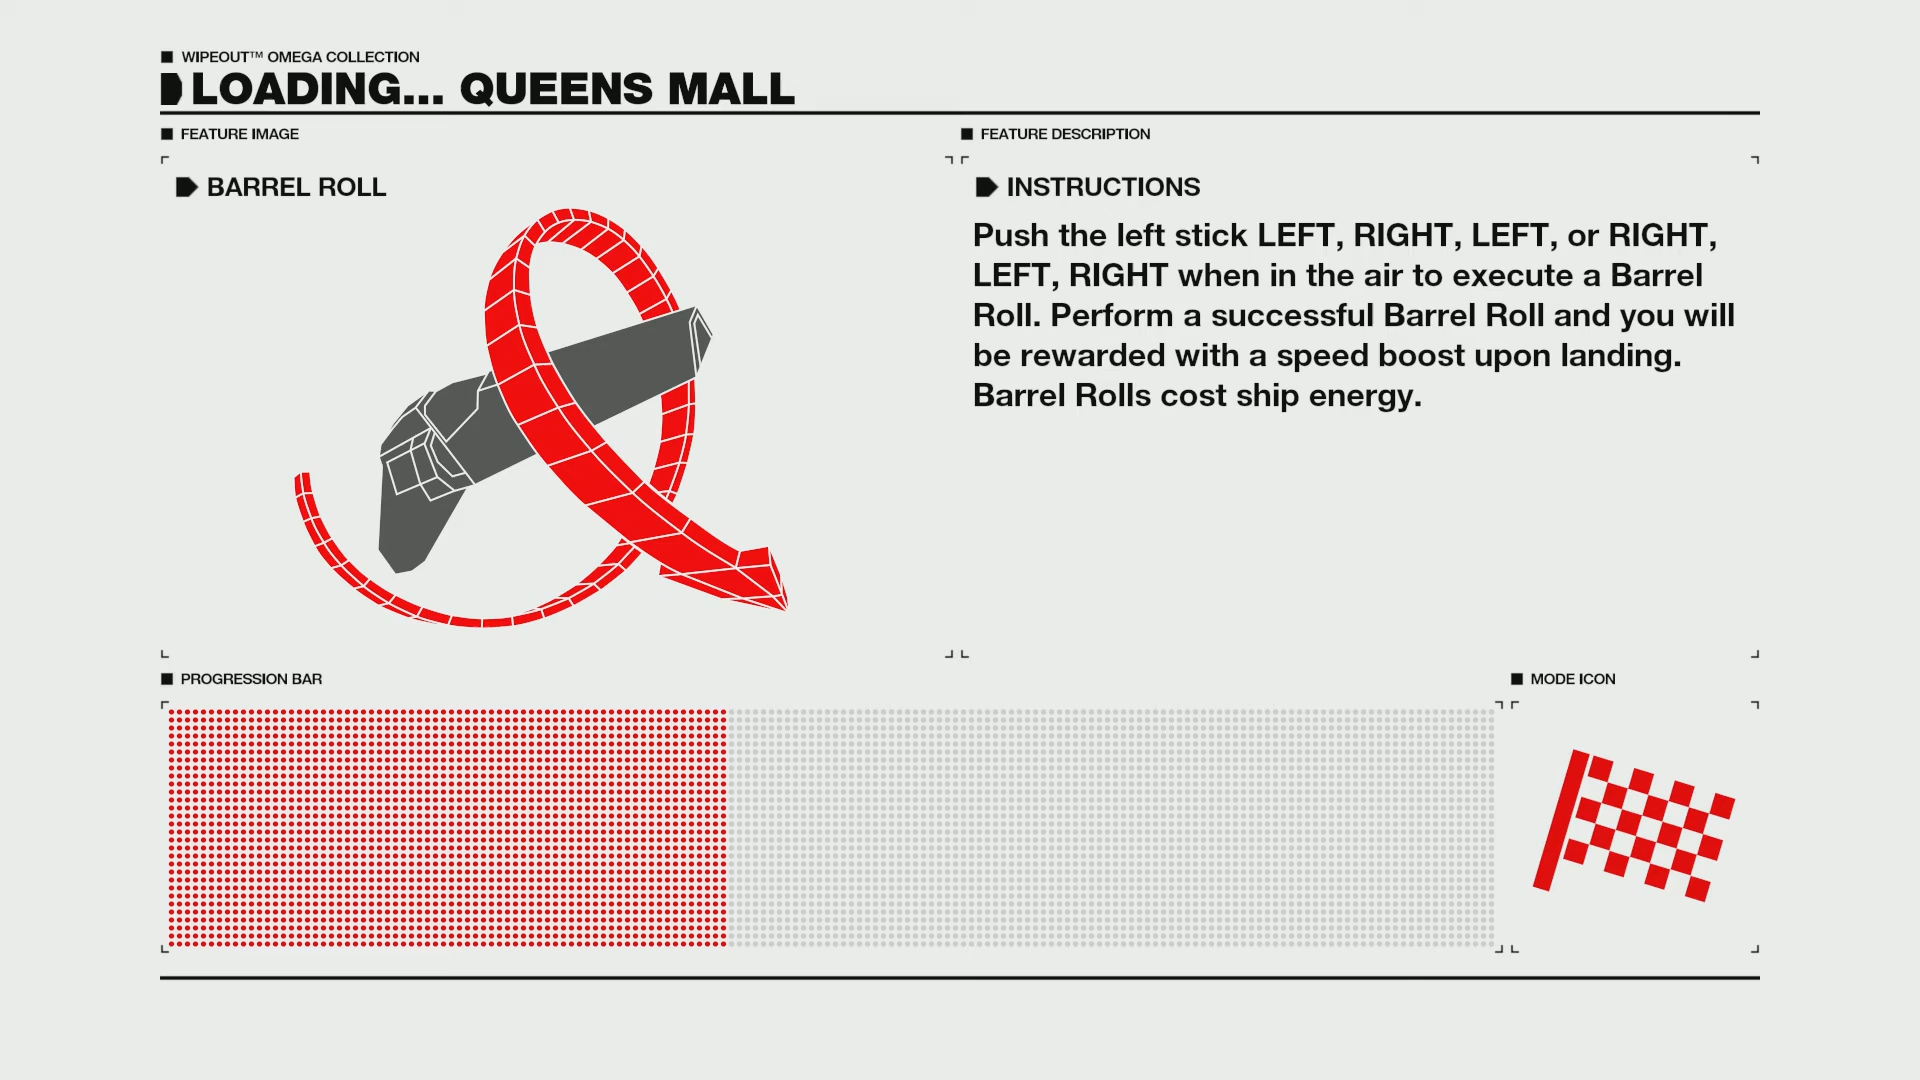 WIPEOUT™ OMEGA COLLECTION
LOADING... QUEENS MALL
FEATURE IMAGE
BARREL ROLL
FEATURE DESCRIPTION
INSTRUCTIONS
Push the left stick LEFT, RIGHT, LEFT, or RIGHT,
LEFT, RIGHT when in the air to execute a Barrel
Roll. Perform a successful Barrel Roll and you will
be rewarded with a speed boost upon landing.
Barrel Rolls cost ship energy.
PROGRESSION BAR
MODE ICON